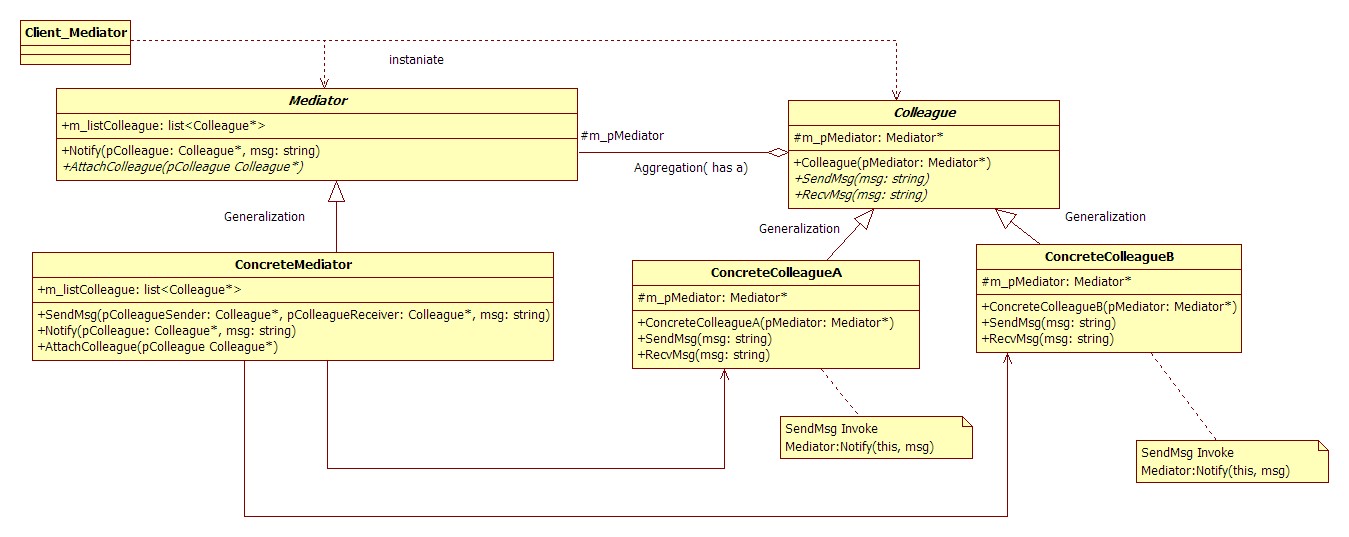 Client_Mediator
instaniate
Mediator
+m_listColleague: list<Colleague*>
+Notify(pColleague: Colleague*, msg: string)
+AttachColleague(pColleague Colleague*)
#m_pMediator
Aggregation( has a)
Colleague
#m_pMediator: Mediator*
+Colleague(pMediator: Mediator*)
+SendMsg(msg: string)
+RecvMsg(msg: string)
Generalization
Generalization
Generalization
ConcreteMediator
+m_listColleague: list<Colleague*>
+SendMsg(pColleagueSender: Colleague*, pColleagueReceiver: Colleague*, msg: string)
+Notify(pColleague: Colleague*, msg: string)
+AttachColleague(pColleague Colleague*)
ConcreteColleagueA
#m_pMediator: Mediator*
+ConcreteColleagueA(pMediator: Mediator*)
+SendMsg(msg: string)
+RecvMsg(msg: string)
ConcreteColleagueB
#m_pMediator: Mediator*
+ConcreteColleagueB(pMediator: Mediator*)
+SendMsg(msg: string)
+RecvMsg(msg: string)
SendMsg Invoke
Mediator:Notify(this, msg)
SendMsg Invoke
Mediator:Notify(this, msg)